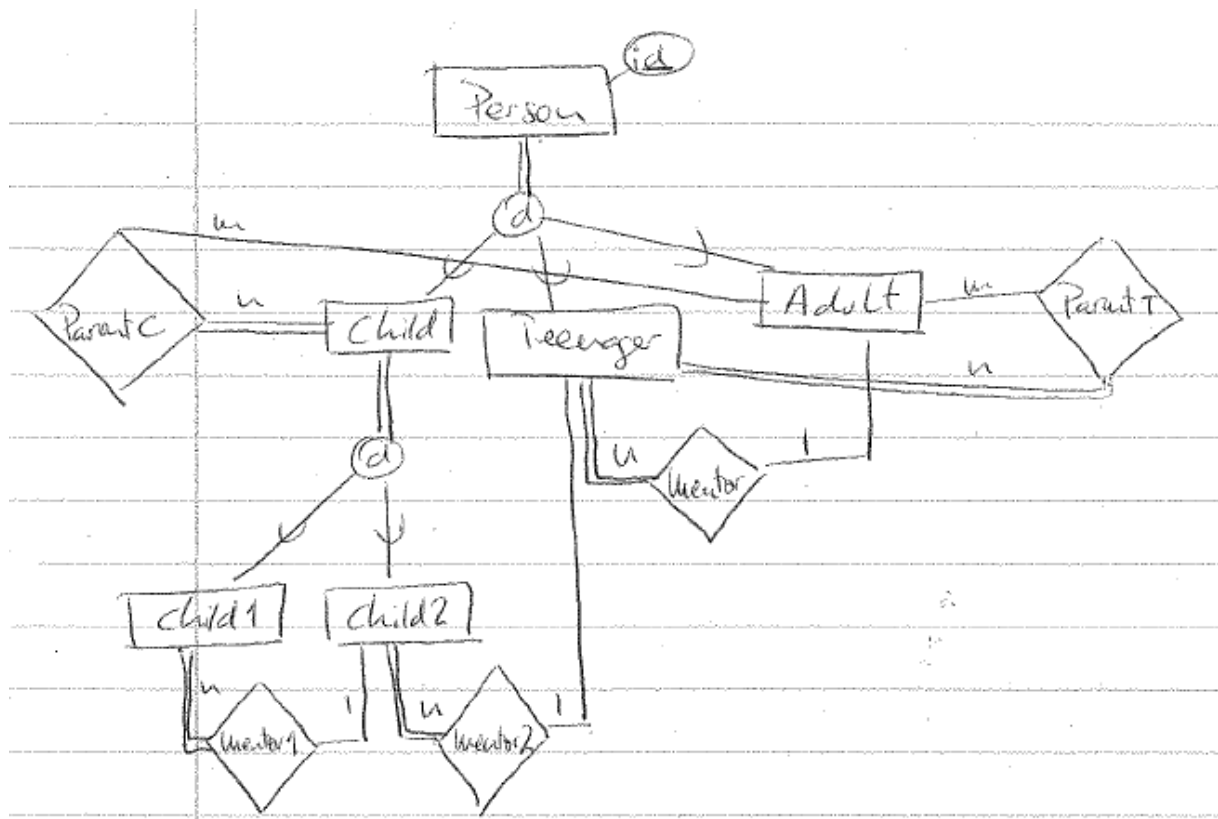 id
Person
d
m
n
ParentC
Child
Teenager
Adult
m
ParentT
n
d
n
Mentor
1
Child1
Child2
n
Mentor1
1
n
Mentor2
1